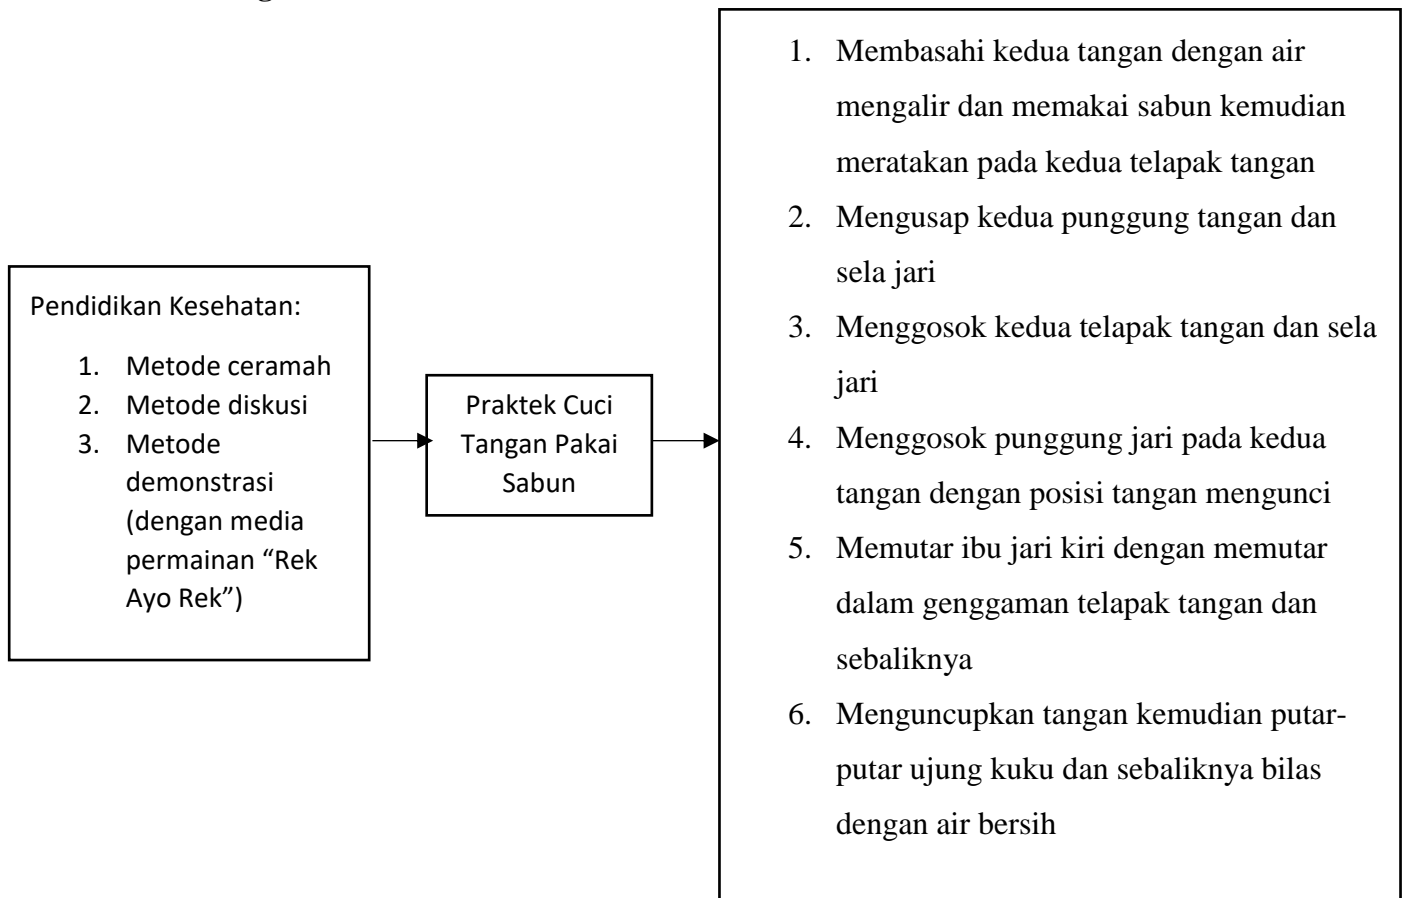 Pendidikan Kesehatan:
1. Metode ceramah
2. Metode diskusi
3. Metode
demonstrasi
(dengan media
permainan “Rek
Ayo Rek”)
Praktek Cuci
Tangan Pakai
Sabun
1. Membasahi kedua tangan dengan air
mengalir dan memakai sabun kemudian
meratakan pada kedua telapak tangan
2. Mengusap kedua punggung tangan dan
sela jari
3. Menggosok kedua telapak tangan dan sela
jari
4. Menggosok punggung jari pada kedua
tangan dengan posisi tangan mengunci
5. Memutar ibu jari kiri dengan memutar
dalam genggaman telapak tangan dan
sebaliknya
6. Menguncupkan tangan kemudian putar-
putar ujung kuku dan sebaliknya bilas
dengan air bersih